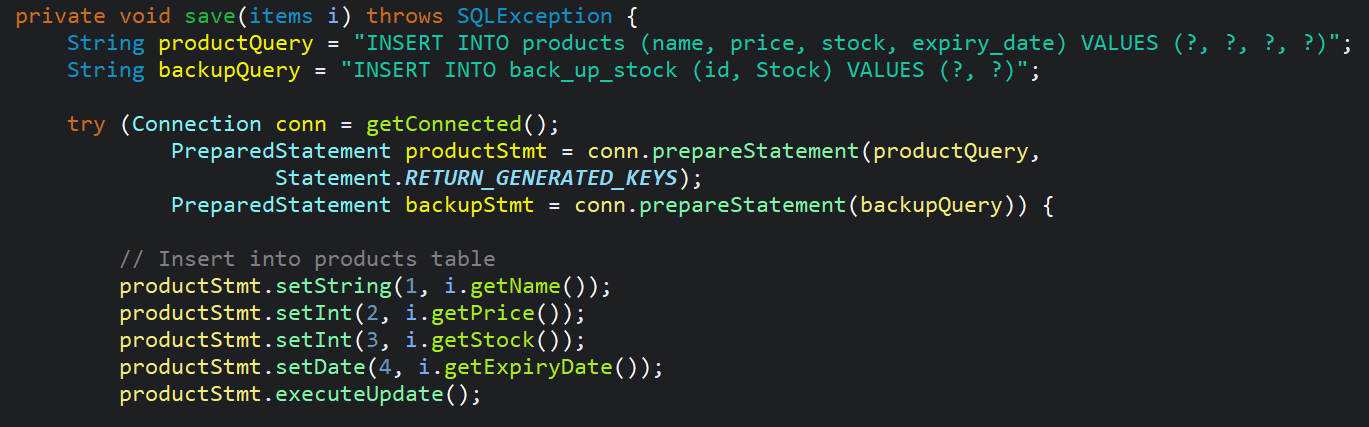 private void save(items i) throws SQLException {
    String productQuery = "INSERT INTO products (name, price, stock, expiry_date) VALUES (?, ?, ?, ?)";
    String backupQuery = "INSERT INTO back_up_stock (id, Stock) VALUES (?, ?)";

    try (Connection conn = getConnected();
            PreparedStatement productStmt = conn.prepareStatement(productQuery,
                    Statement.RETURN_GENERATED_KEYS);
            PreparedStatement backupStmt = conn.prepareStatement(backupQuery)) {

        // Insert into products table
        productStmt.setString(1, i.getName());
        productStmt.setInt(2, i.getPrice());
        productStmt.setInt(3, i.getStock());
        productStmt.setDate(4, i.getExpiryDate());
        productStmt.executeUpdate();